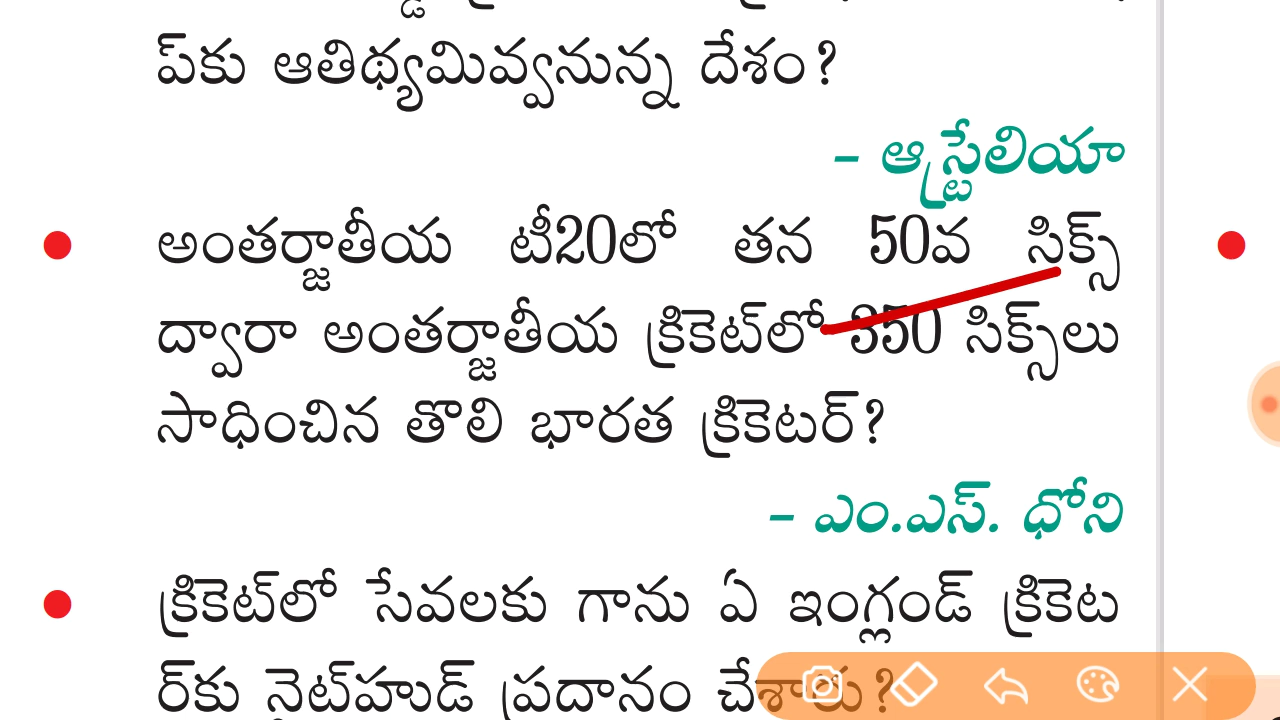 ప్‌కు ఆతిథ్యమివ్వనున్న దేశం?
– ఆస్ట్రేలియా
• అంతర్జాతీయ టీ20లో తన 50వ సిక్స్
ద్వారా అంతర్జాతీయ క్రికెట్‌లో 350 సిక్స్‌లు
సాధించిన తొలి భారత క్రికెటర్?
– ఎం.ఎస్. ధోని
• క్రికెట్‌లో సేవలకు గాను ఏ ఇంగ్లండ్ క్రికెట
ర్‌కు నైట్‌హుడ్ ప్రదానం చేశారు?